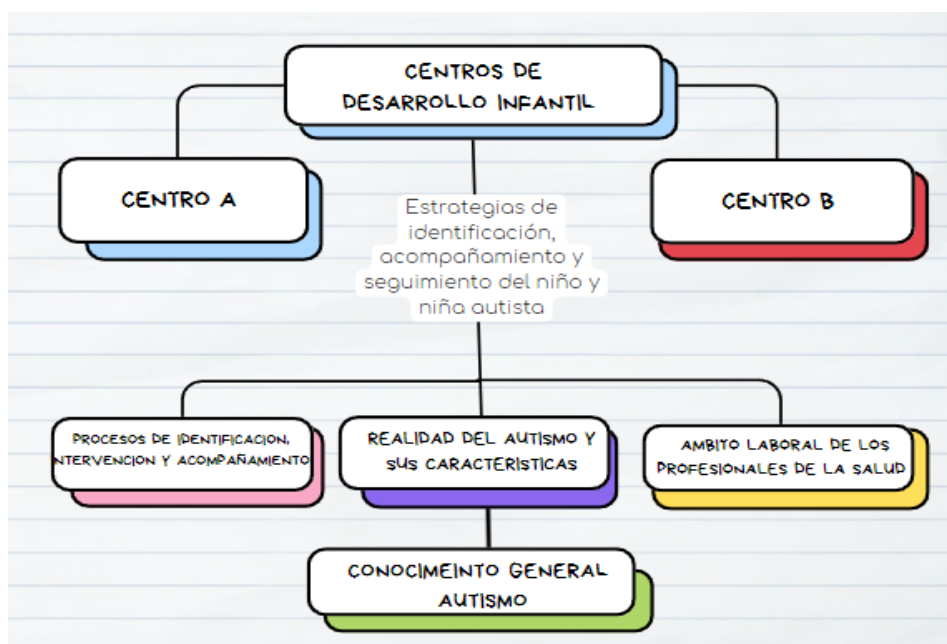 CENTROS DE
DESARROLLO INFANTIL
CENTRO A
CENTRO B
Estrategias de
identificación,
acompañamiento y
seguimiento del niño y
niña autista
PROCESOS DE IDENTIFICACION,
INTERVENCION Y ACOMPAÑAMIENTO
REALIDAD DEL AUTISMO Y
SUS CARACTERISTICAS
AMBITO LABORAL DE LOS
PROFESIONALES DE LA SALUD
CONOCIMEINTO GENERAL
AUTISMO